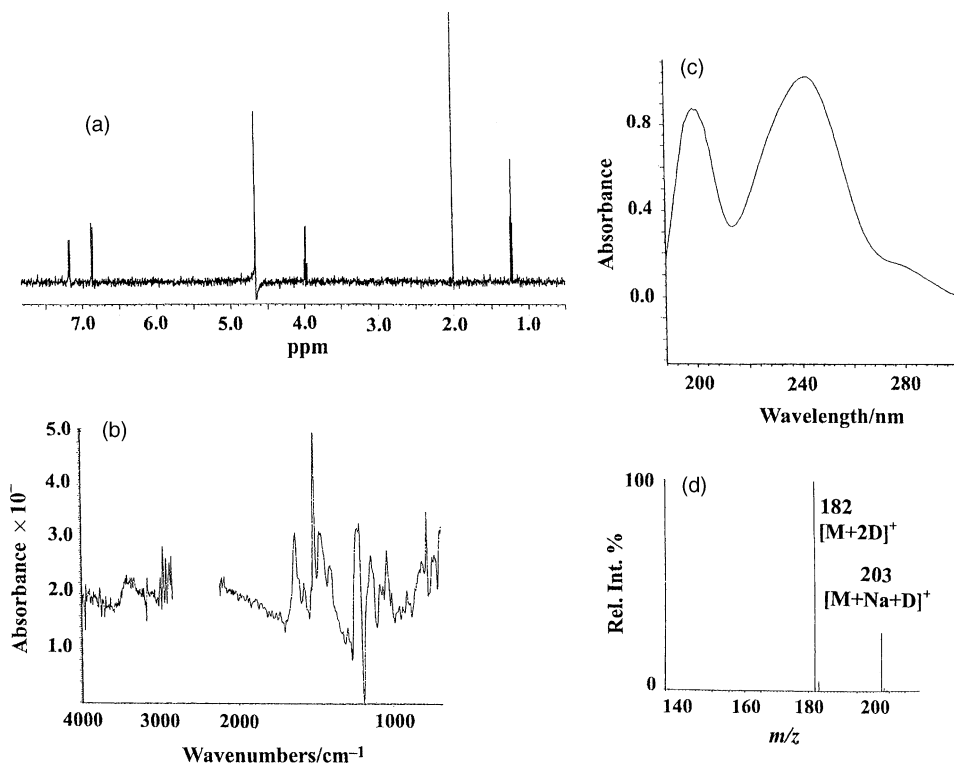 (a)
7.0 6.0 5.0 4.0 3.0 2.0 1.0
ppm
(b)
5.0
4.0
3.0
2.0
1.0
Absorbance × 10⁻
4000 3000 2000 1000
Wavenumbers/cm⁻¹
(c)
0.8
0.4
0.0
Absorbance
200 240 280
Wavelength/nm
(d)
100
0
Rel. Int. %
182
[M+2D]⁺
203
[M+Na+D]⁺
140 160 180 200
m/z